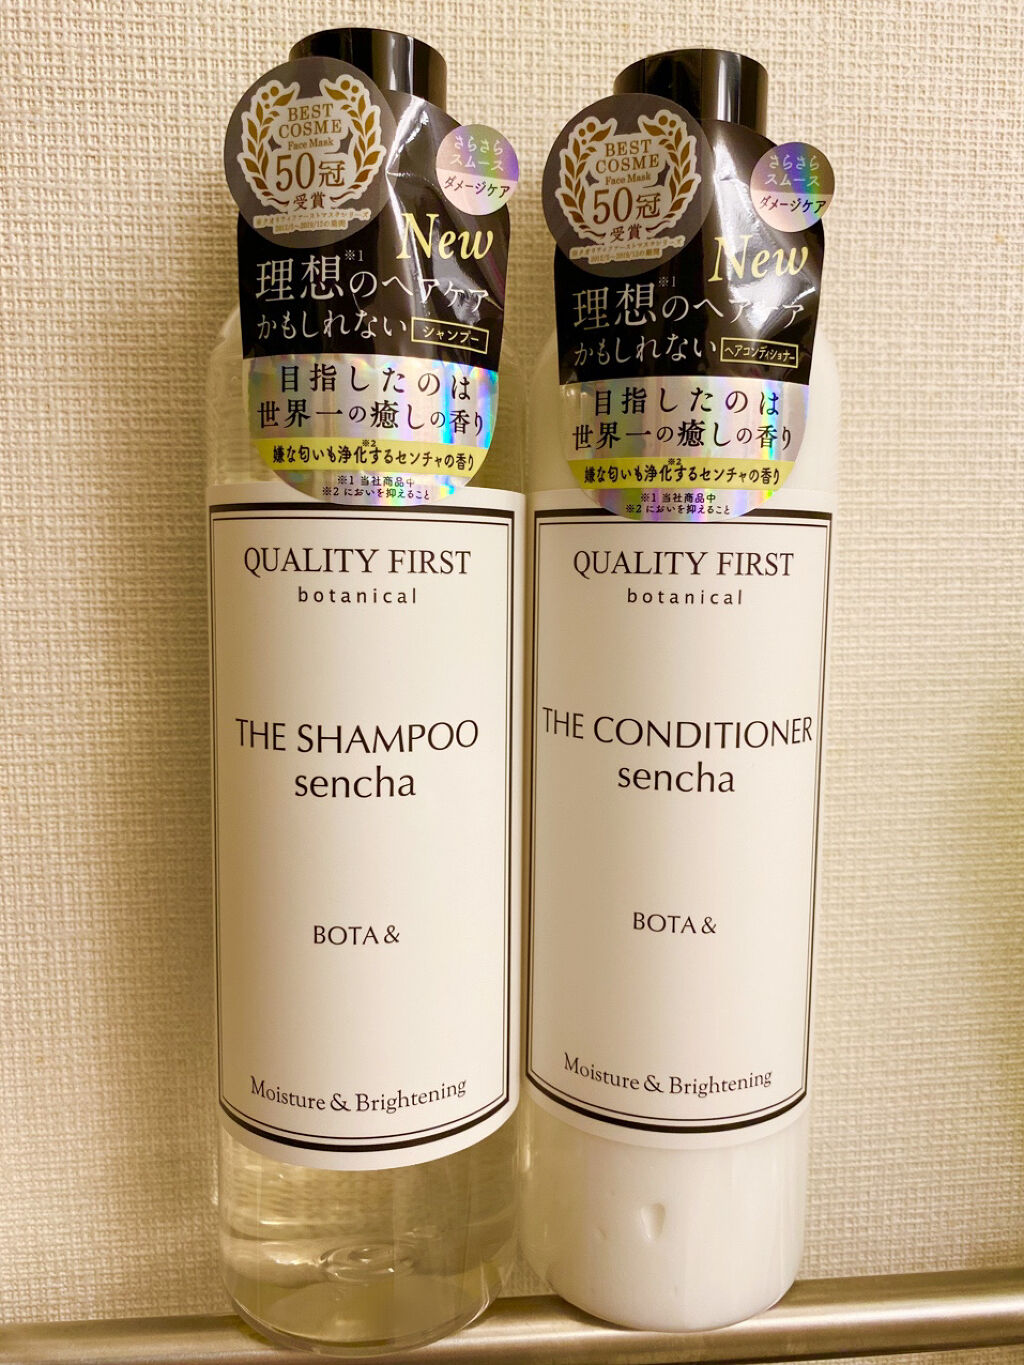 BEST
COSME
Face Mask
50冠
受賞
さらさら
スムース
ダメージケア
New
理想のヘアケア※1
かもしれない シャンプー
目指したのは
世界一の癒しの香り
嫌な匂いも浄化※2するセンチャの香り
※1 当社商品中
※2 においを抑えること
QUALITY FIRST
botanical
THE SHAMPOO
sencha
BOTA &
Moisture & Brightening
BEST
COSME
Face Mask
50冠
受賞
さらさら
スムース
ダメージケア
New
理想のヘアケア※1
かもしれない ヘアコンディショナー
目指したのは
世界一の癒しの香り
嫌な匂いも浄化※2するセンチャの香り
※1 当社商品中
※2 においを抑えること
QUALITY FIRST
botanical
THE CONDITIONER
sencha
BOTA &
Moisture & Brightening